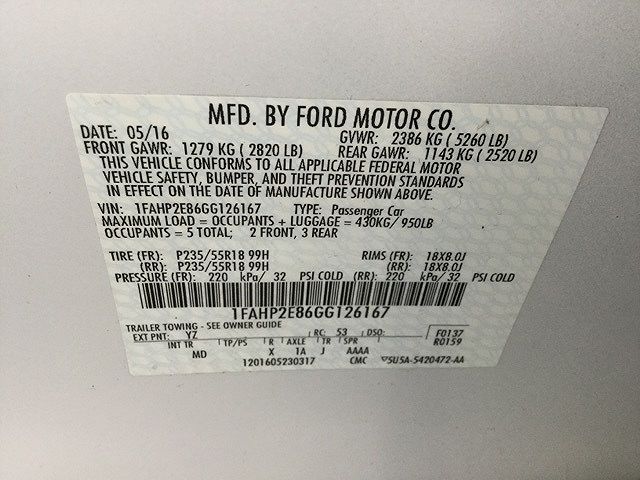 MFD. BY FORD MOTOR CO.
DATE: 05/16 GVWR: 2386 KG (5260 LB)
FRONT GAWR: 1279 KG (2820 LB) REAR GAWR: 1143 KG (2520 LB)
THIS VEHICLE CONFORMS TO ALL APPLICABLE FEDERAL MOTOR
VEHICLE SAFETY, BUMPER, AND THEFT PREVENTION STANDARDS
IN EFFECT ON THE DATE OF MANUFACTURE SHOWN ABOVE.
VIN: 1FAHP2E86GG126167 TYPE: Passenger Car
MAXIMUM LOAD = OCCUPANTS + LUGGAGE = 430KG/ 950LB
OCCUPANTS = 5 TOTAL; 2 FRONT, 3 REAR
TIRE (FR): P235/55R18 99H RIMS (FR): 18X8.0J
(RR): P235/55R18 99H (RR): 18X8.0J
PRESSURE (FR): 220 kPa/ 32 PSI COLD (RR): 220 kPa/ 32 PSI COLD
1FAHP2E86GG126167
TRAILER TOWING - SEE OWNER GUIDE
EXT PNT: YZ RC: 53 DSO: F0137
INT TR TP/PS R AXLE TR SPR R0159
MD X 1A J AAAA
1201605230317 CMC ▽5U5A-5420472-AA